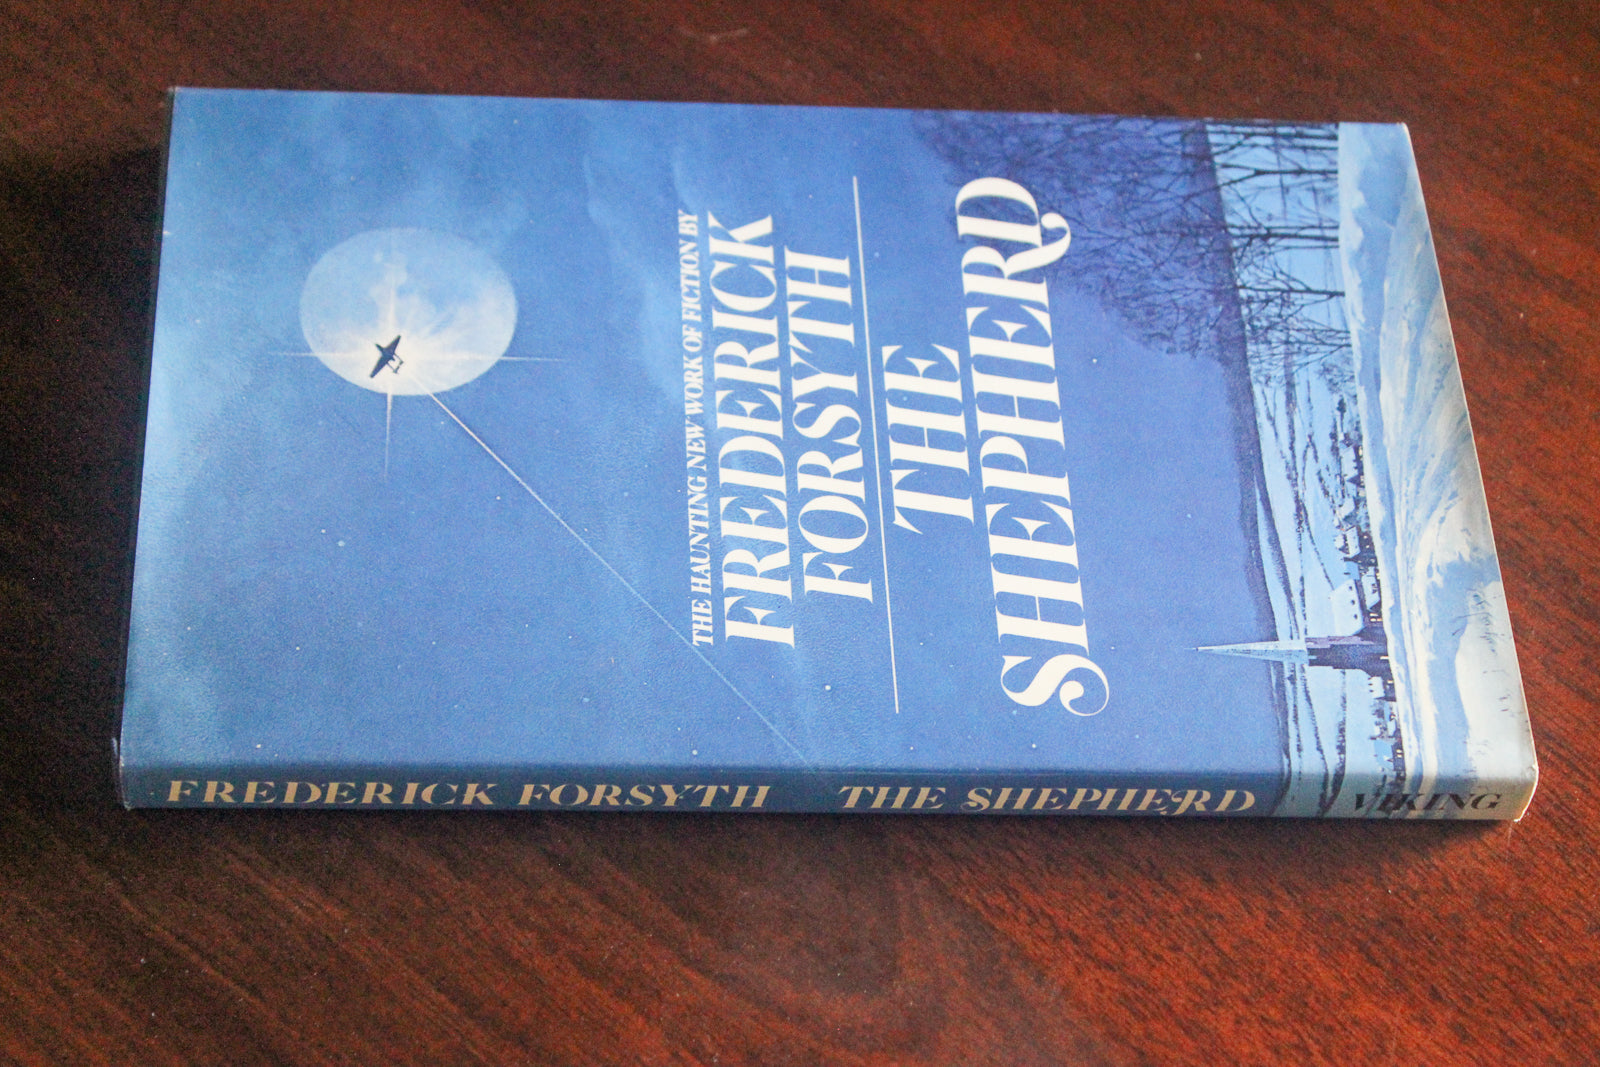 THE HAUNTING NEW WORK OF FICTION BY
FREDERICK
FORSYTH
THE
SHEPHERD
FREDERICK FORSYTH THE SHEPHERD VIKING